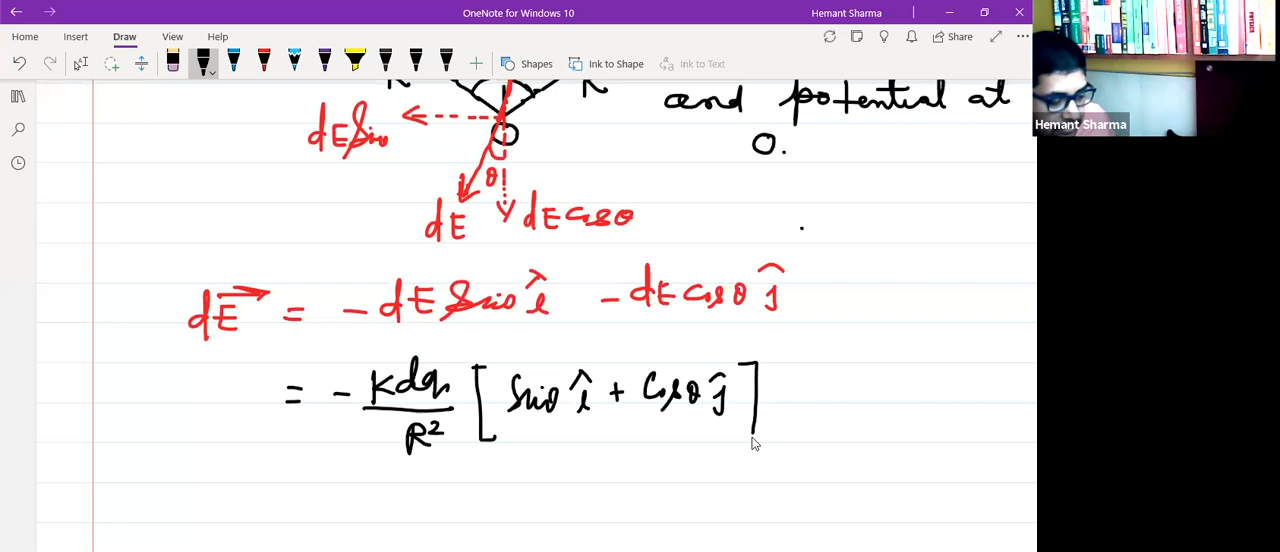 OneNote for Windows 10
Hemant Sharma
Home Insert Draw View Help
Share
Shapes Ink to Shape Ink to Text
R R and potential at
Hemant Sharma
dE Sinθ O O.
θ
dE dE Cosθ
dE = - dE Sinθ î - dE Cosθ ĵ
= - Kdq/R² [ Sinθ î + Cosθ ĵ ]